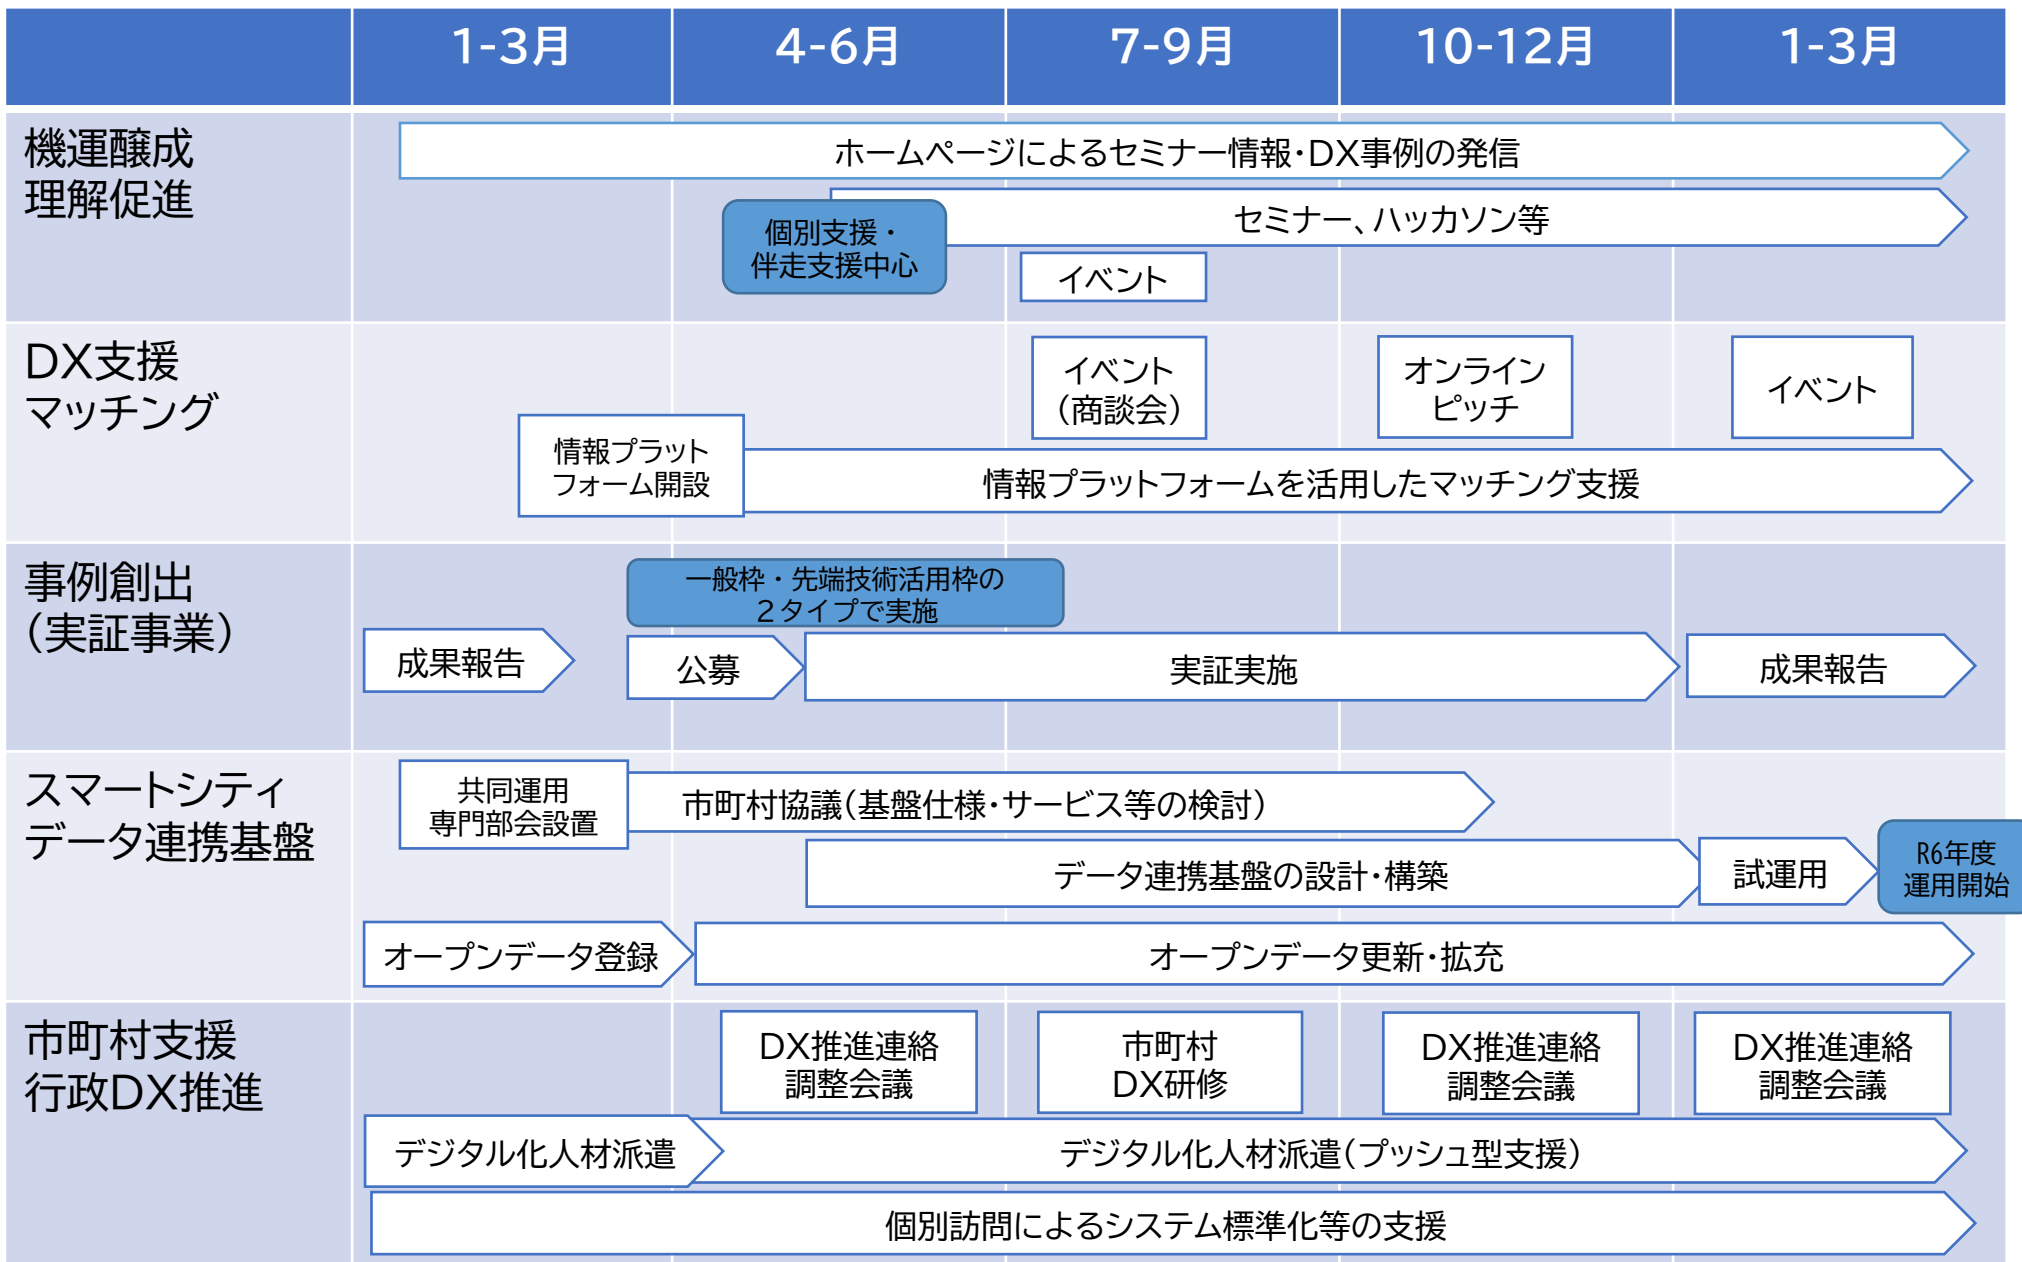 1-3月
4-6月
7-9月
10-12月
1-3月
機運醸成
理解促進
ホームページによるセミナー情報・DX事例の発信
セミナー、ハッカソン等
個別支援・
伴走支援中心
イベント
DX支援
マッチング
イベント
（商談会）
オンライン
ピッチ
イベント
情報プラット
フォーム開設
情報プラットフォームを活用したマッチング支援
事例創出
（実証事業）
一般枠・先端技術活用枠の
２タイプで実施
成果報告
公募
実証実施
成果報告
スマートシティ
データ連携基盤
共同運用
専門部会設置
市町村協議（基盤仕様・サービス等の検討）
データ連携基盤の設計・構築
試運用
R6年度
運用開始
オープンデータ登録
オープンデータ更新・拡充
市町村支援
行政DX推進
DX推進連絡
調整会議
市町村
DX研修
DX推進連絡
調整会議
DX推進連絡
調整会議
デジタル化人材派遣
デジタル化人材派遣（プッシュ型支援）
個別訪問によるシステム標準化等の支援